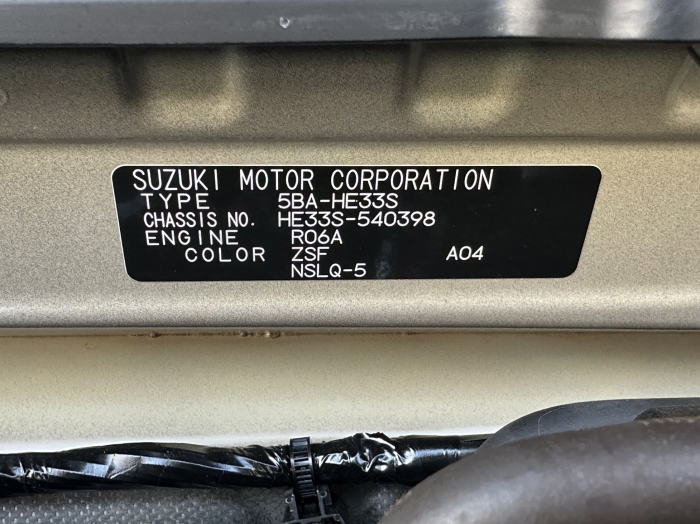 SUZUKI MOTOR CORPORATION
TYPE 5BA-HE33S
CHASSIS NO. HE33S-540398
ENGINE R06A
COLOR ZSF A04
NSLQ-5